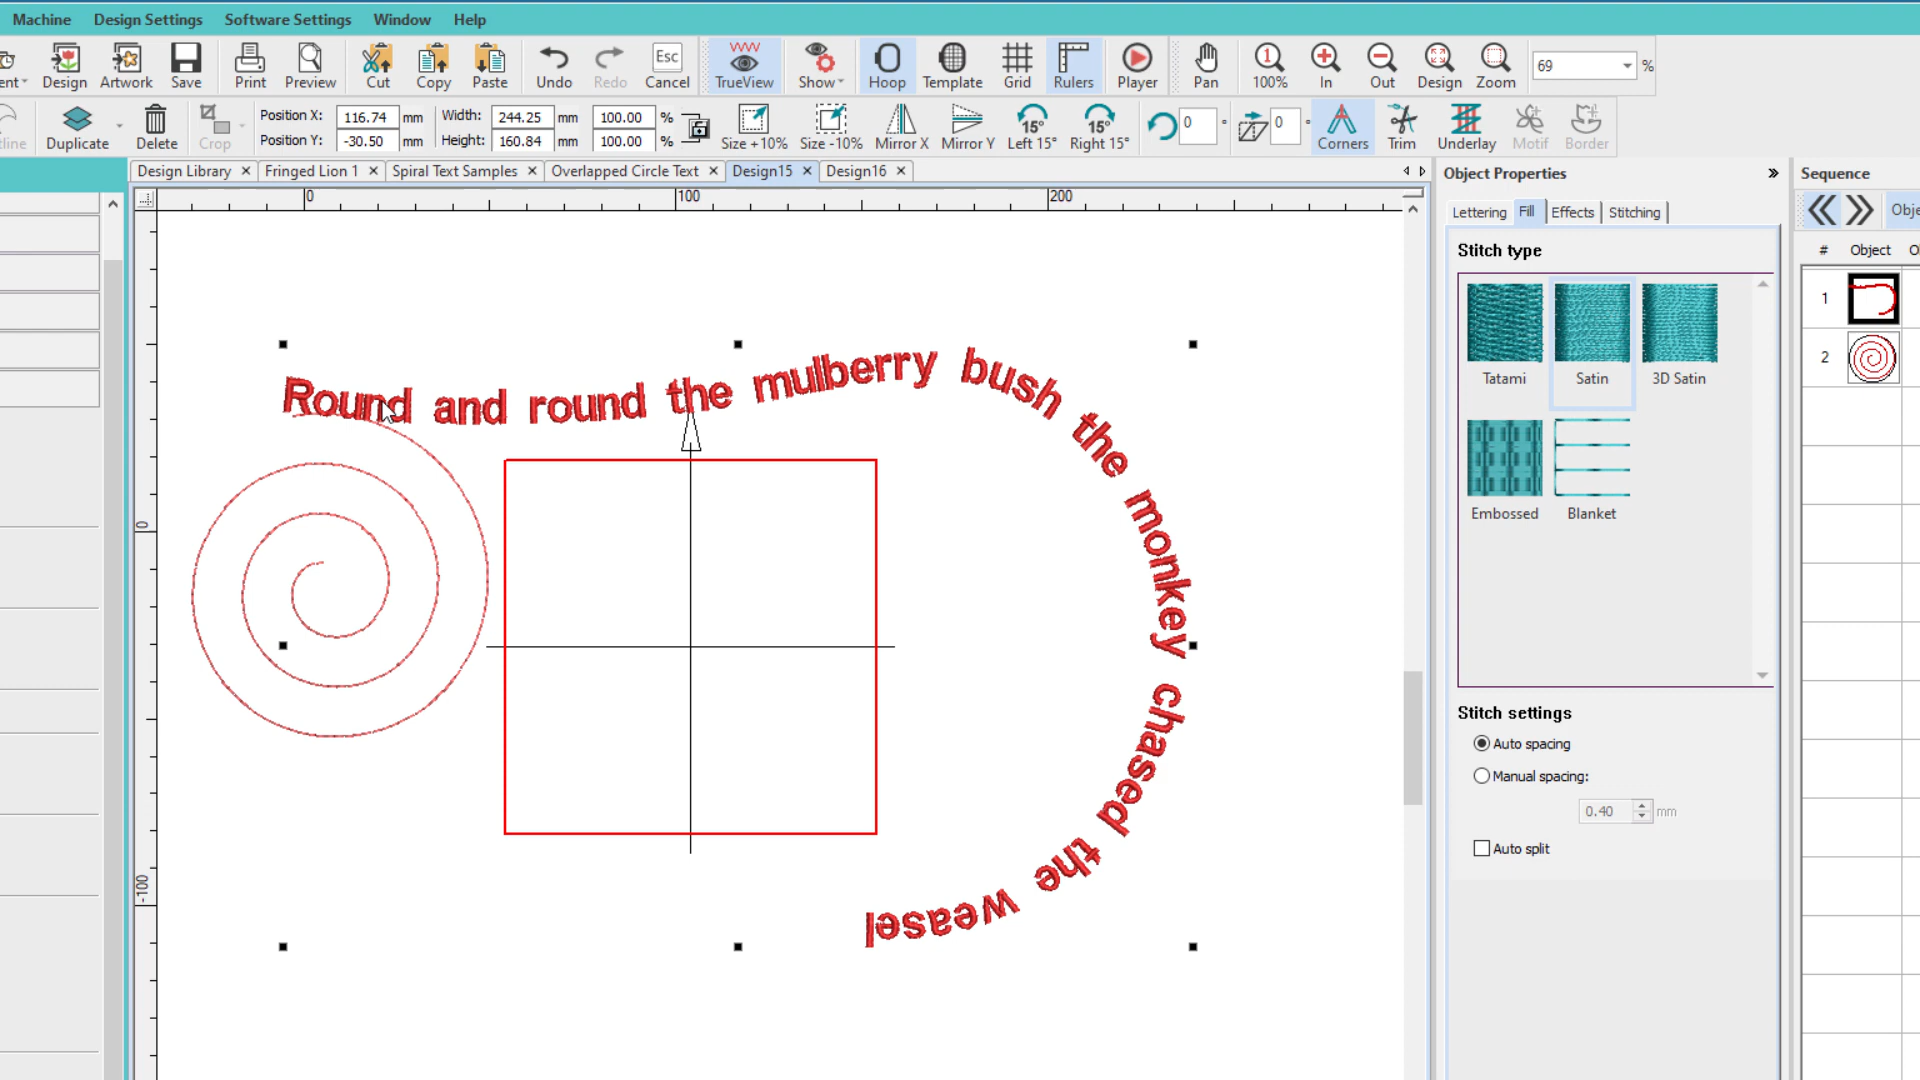 Machine Design Settings Software Settings Window Help
Design Artwork Save Print Preview Cut Copy Paste Undo Redo Esc Cancel TrueView Show Hoop Template Grid Rulers Player Pan 1 100% In Out Design Zoom 69 %
Duplicate Delete Crop Position X: 116.74 mm Width: 244.25 mm 100.00 % Size +10% Size -10% Mirror X Mirror Y 15° Left 15° 15° Right 15° 0 ° 0 ° Corners Trim Underlay Motif Border
Position Y: -30.50 mm Height: 160.84 mm 100.00 %
Design Library × Fringed Lion 1 × Spiral Text Samples × Overlapped Circle Text × Design15 × Design16 ×
0 100 200
0
-100
Round and round the mulberry bush the monkey chased the weasel
Object Properties
Lettering Fill Effects Stitching
Stitch type
Tatami Satin 3D Satin
Embossed Blanket
Stitch settings
Auto spacing
Manual spacing:
0.40 mm
Auto split
Sequence
# Object
1
2